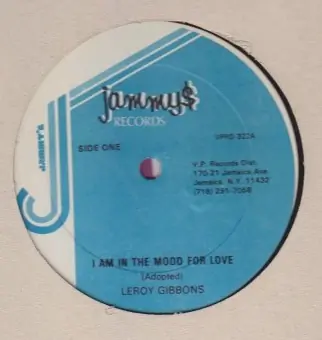 jammy$
RECORDS
JAMMY'S
VPRD 322A
SIDE ONE
V.P. Records Dist.
170-21 Jamaica Ave.
Jamaica, N.Y. 11432
(718) 291-7058
I AM IN THE MOOD FOR LOVE
(Adopted)
LEROY GIBBONS